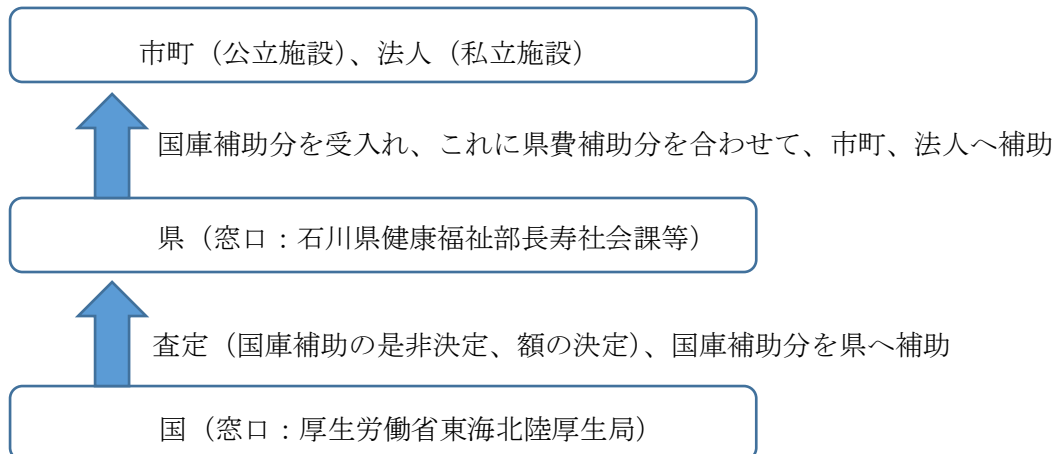 市町（公立施設）、法人（私立施設）
国庫補助分を受入れ、これに県費補助分を合わせて、市町、法人へ補助
県（窓口：石川県健康福祉部長寿社会課等）
査定（国庫補助の是非決定、額の決定）、国庫補助分を県へ補助
国（窓口：厚生労働省東海北陸厚生局）